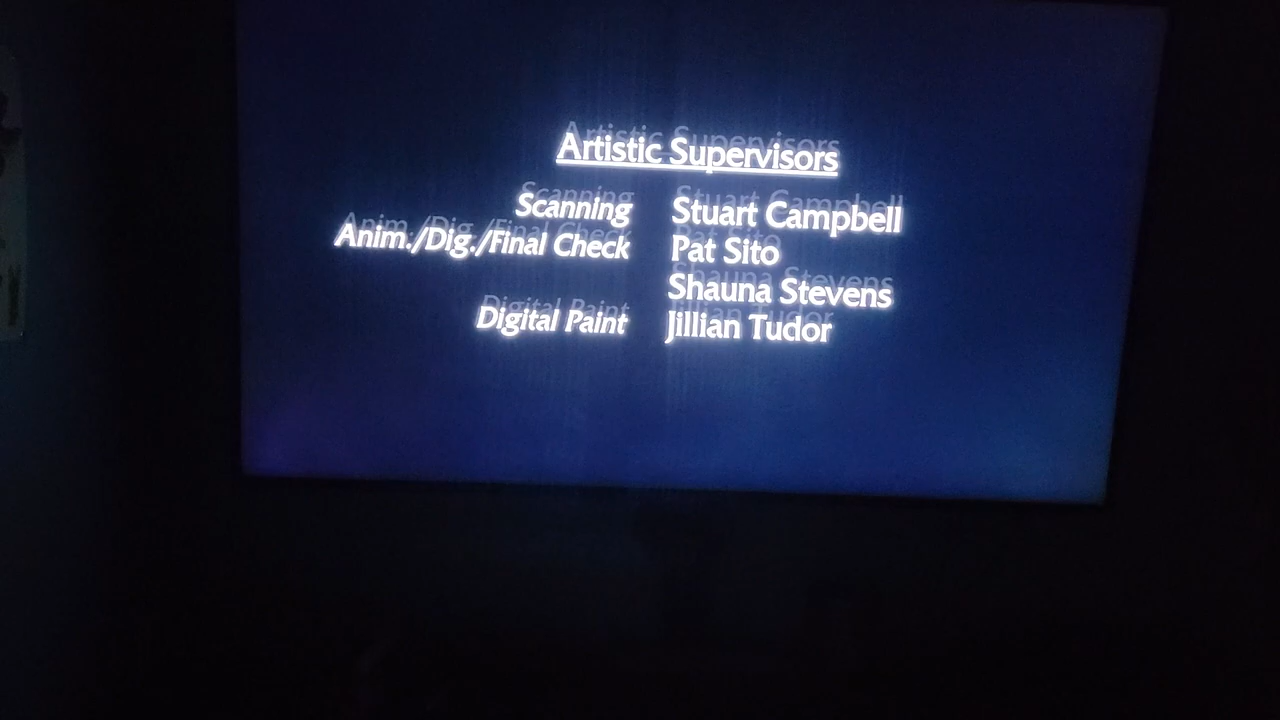 Artistic Supervisors
Scanning Stuart Campbell
Anim./Dig./Final Check Pat Sito
Shauna Stevens
Digital Paint Jillian Tudor